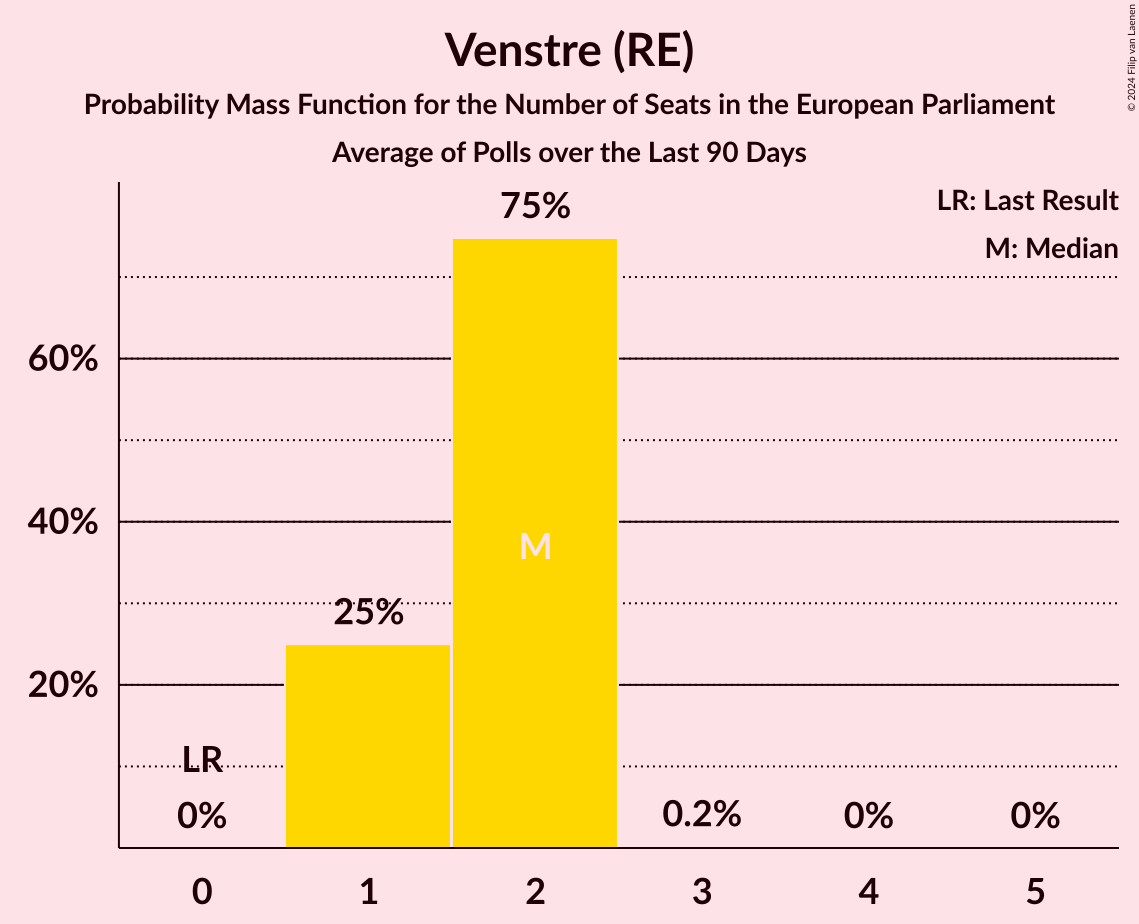 Venstre (RE)
Probability Mass Function for the Number of Seats in the European Parliament
Average of Polls over the Last 90 Days
© 2024 Filip van Laenen
LR: Last Result
M: Median
75%
60%
40%
M
25%
20%
LR
0%
0.2%
0%
0%
0 1 2 3 4 5